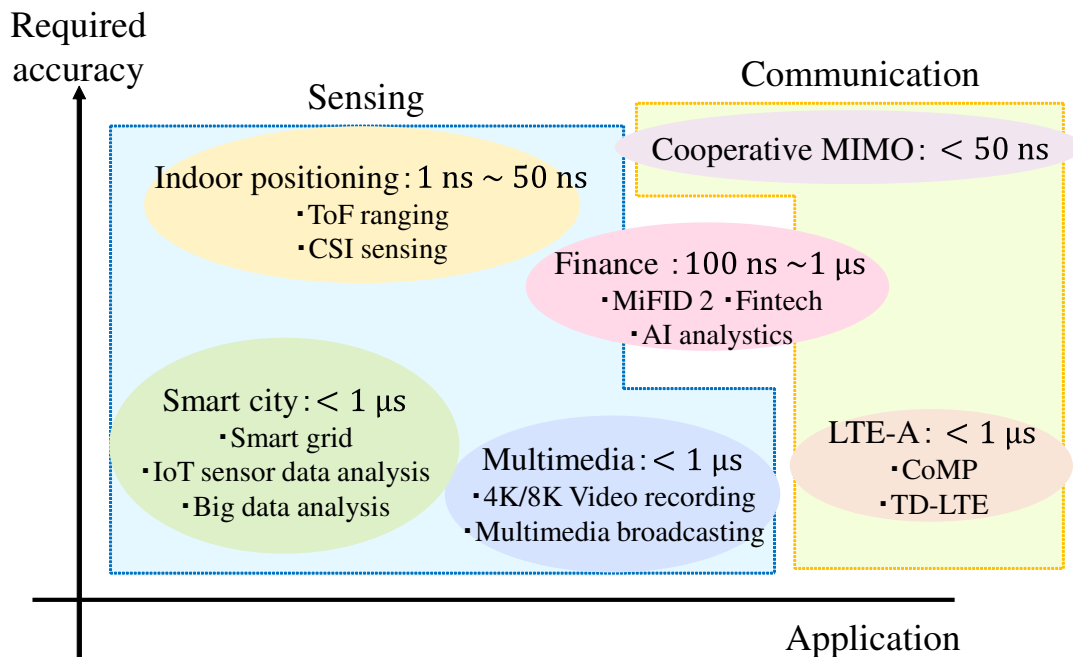 Required
accuracy
Sensing
Communication
Cooperative MIMO: < 50 ns
Indoor positioning: 1 ns ~ 50 ns
・ToF ranging
・CSI sensing
Finance : 100 ns ~1 μs
・MiFID 2 ・Fintech
・AI analystics
Smart city: < 1 μs
・Smart grid
・IoT sensor data analysis
・Big data analysis
Multimedia: < 1 μs
・4K/8K Video recording
・Multimedia broadcasting
LTE-A: < 1 μs
・CoMP
・TD-LTE
Application